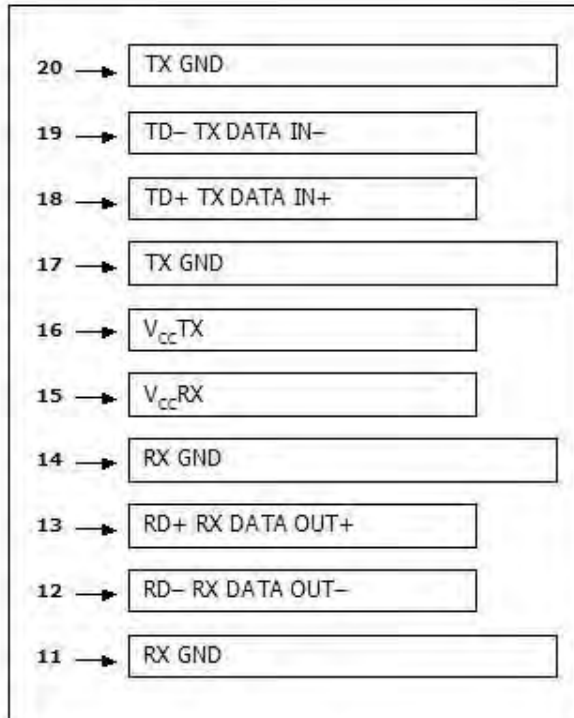 20 TX GND
19 TD– TX DATA IN–
18 TD+ TX DATA IN+
17 TX GND
16 VCCTX
15 VCCRX
14 RX GND
13 RD+ RX DATA OUT+
12 RD– RX DATA OUT–
11 RX GND